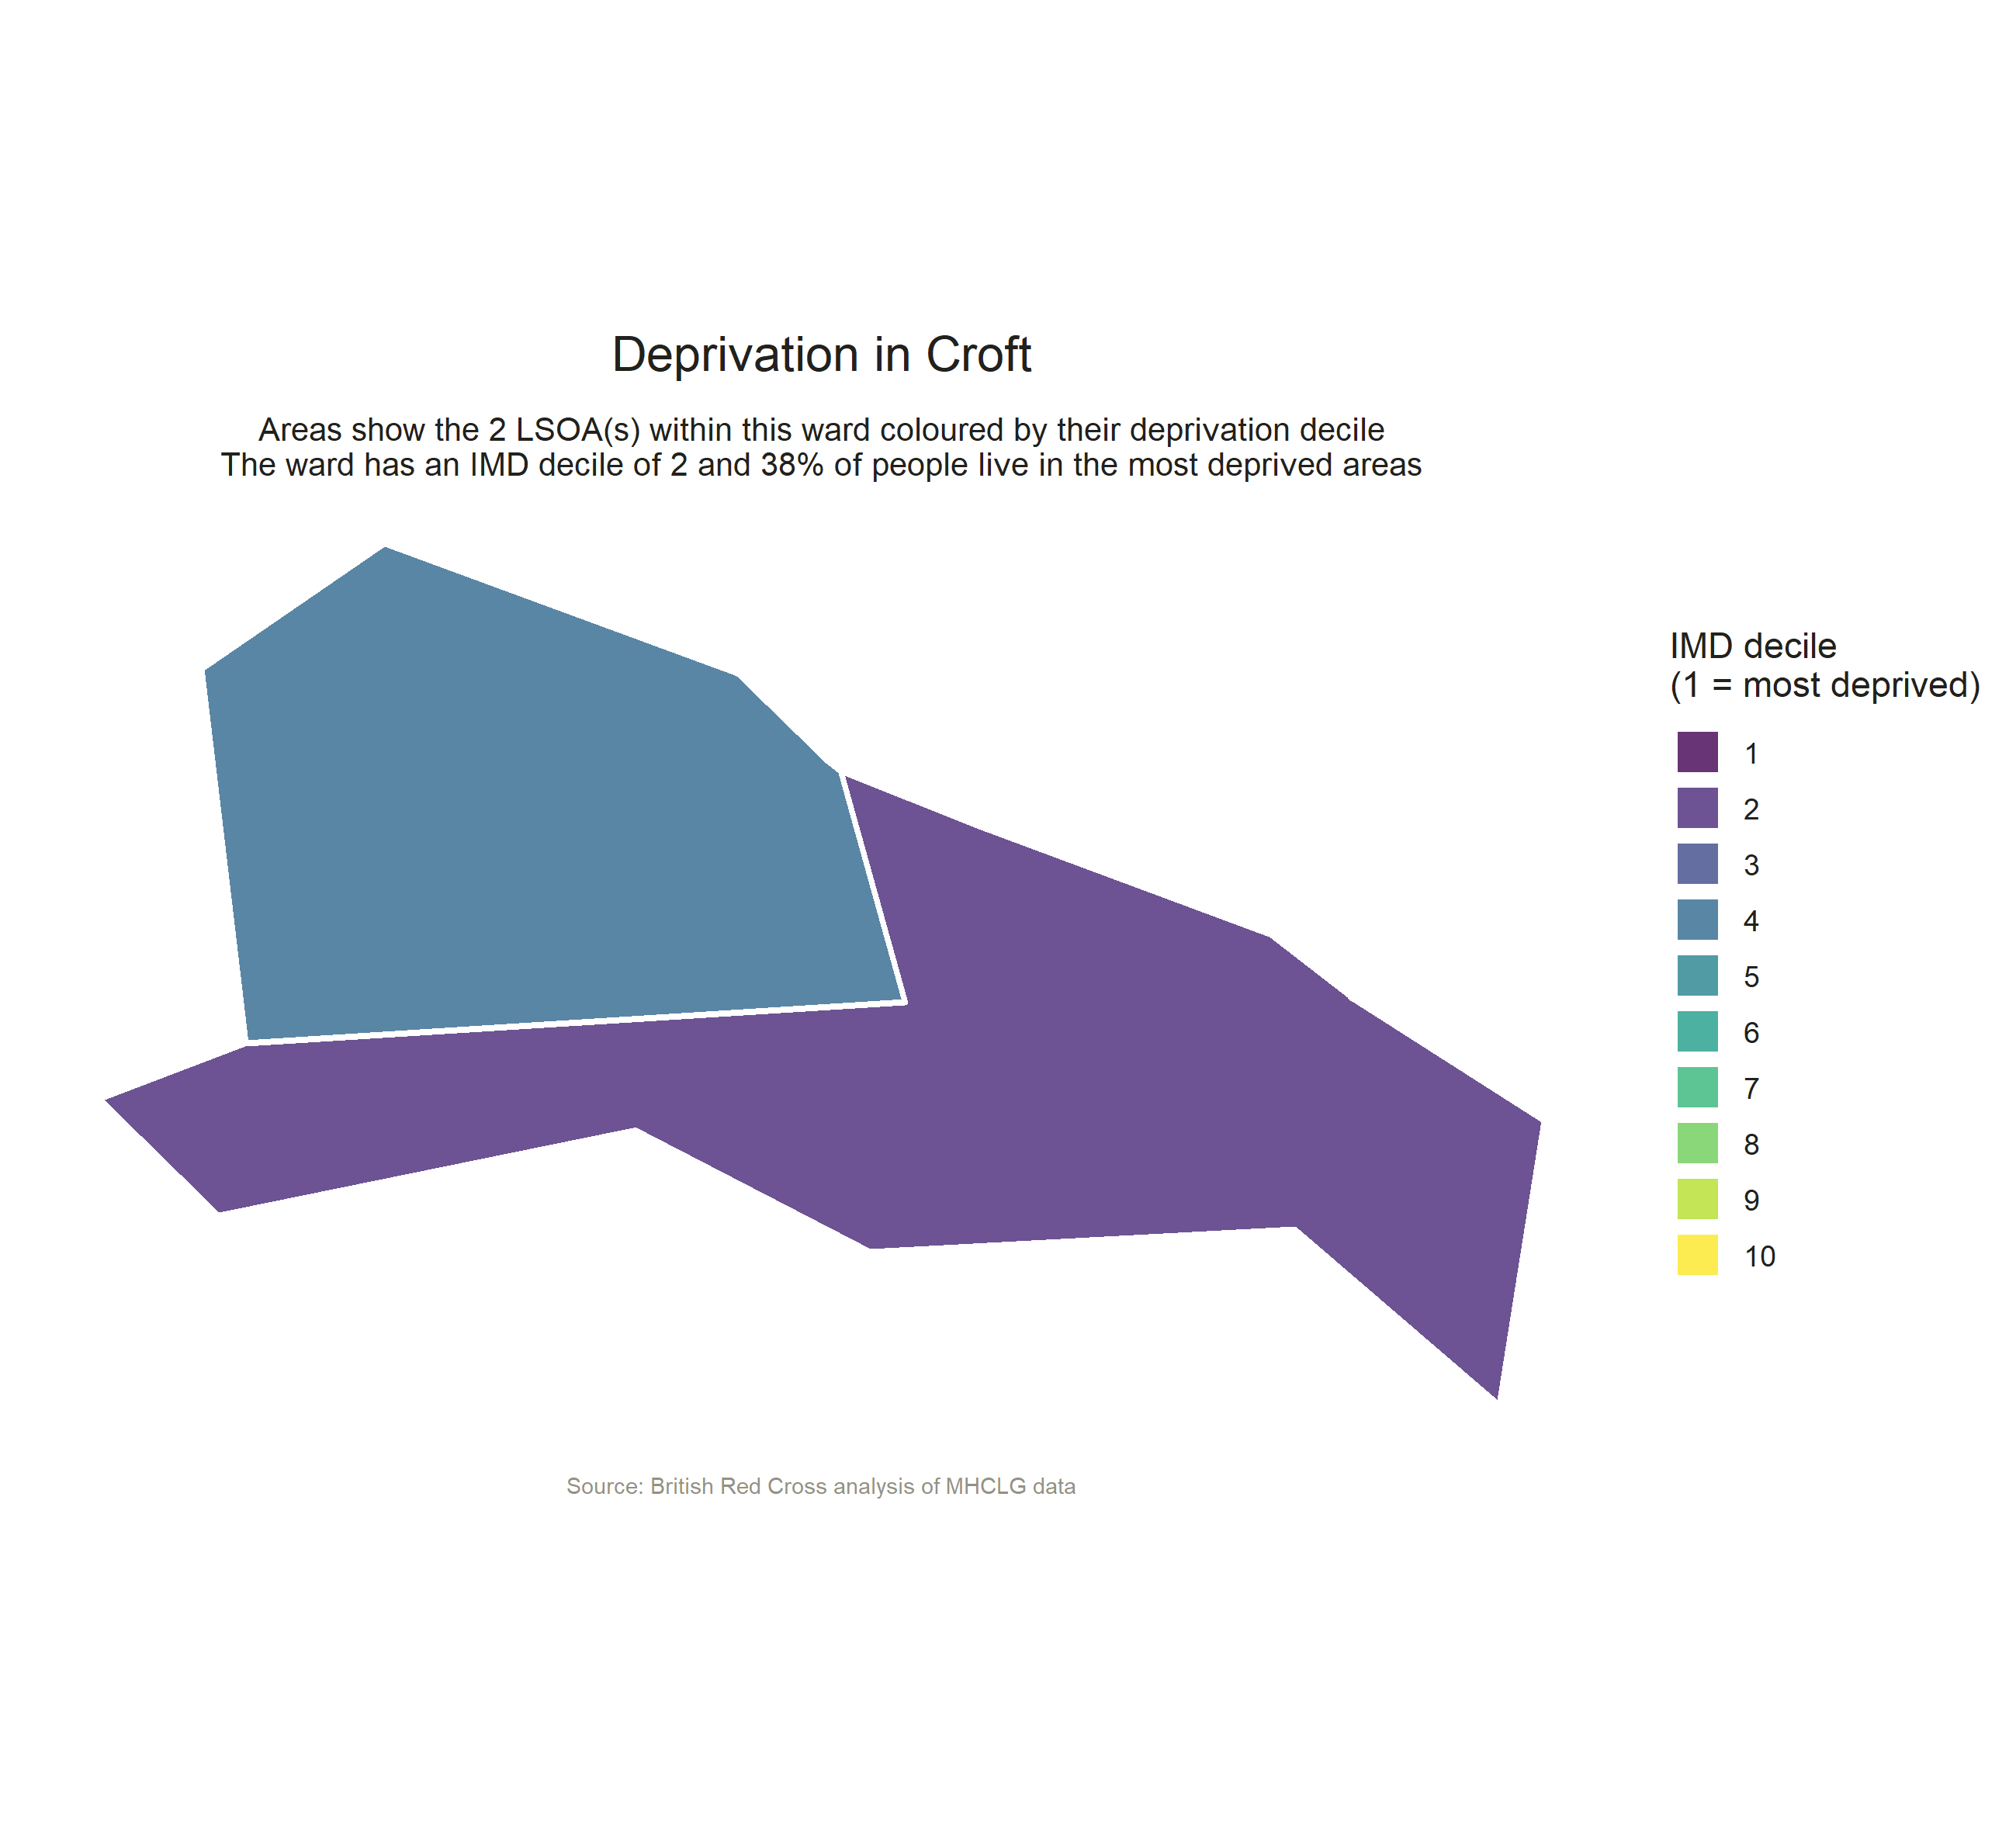 Deprivation in Croft
Areas show the 2 LSOA(s) within this ward coloured by their deprivation decile
The ward has an IMD decile of 2 and 38% of people live in the most deprived areas
IMD decile
(1 = most deprived)
1
2
3
4
5
6
7
8
9
10
Source: British Red Cross analysis of MHCLG data